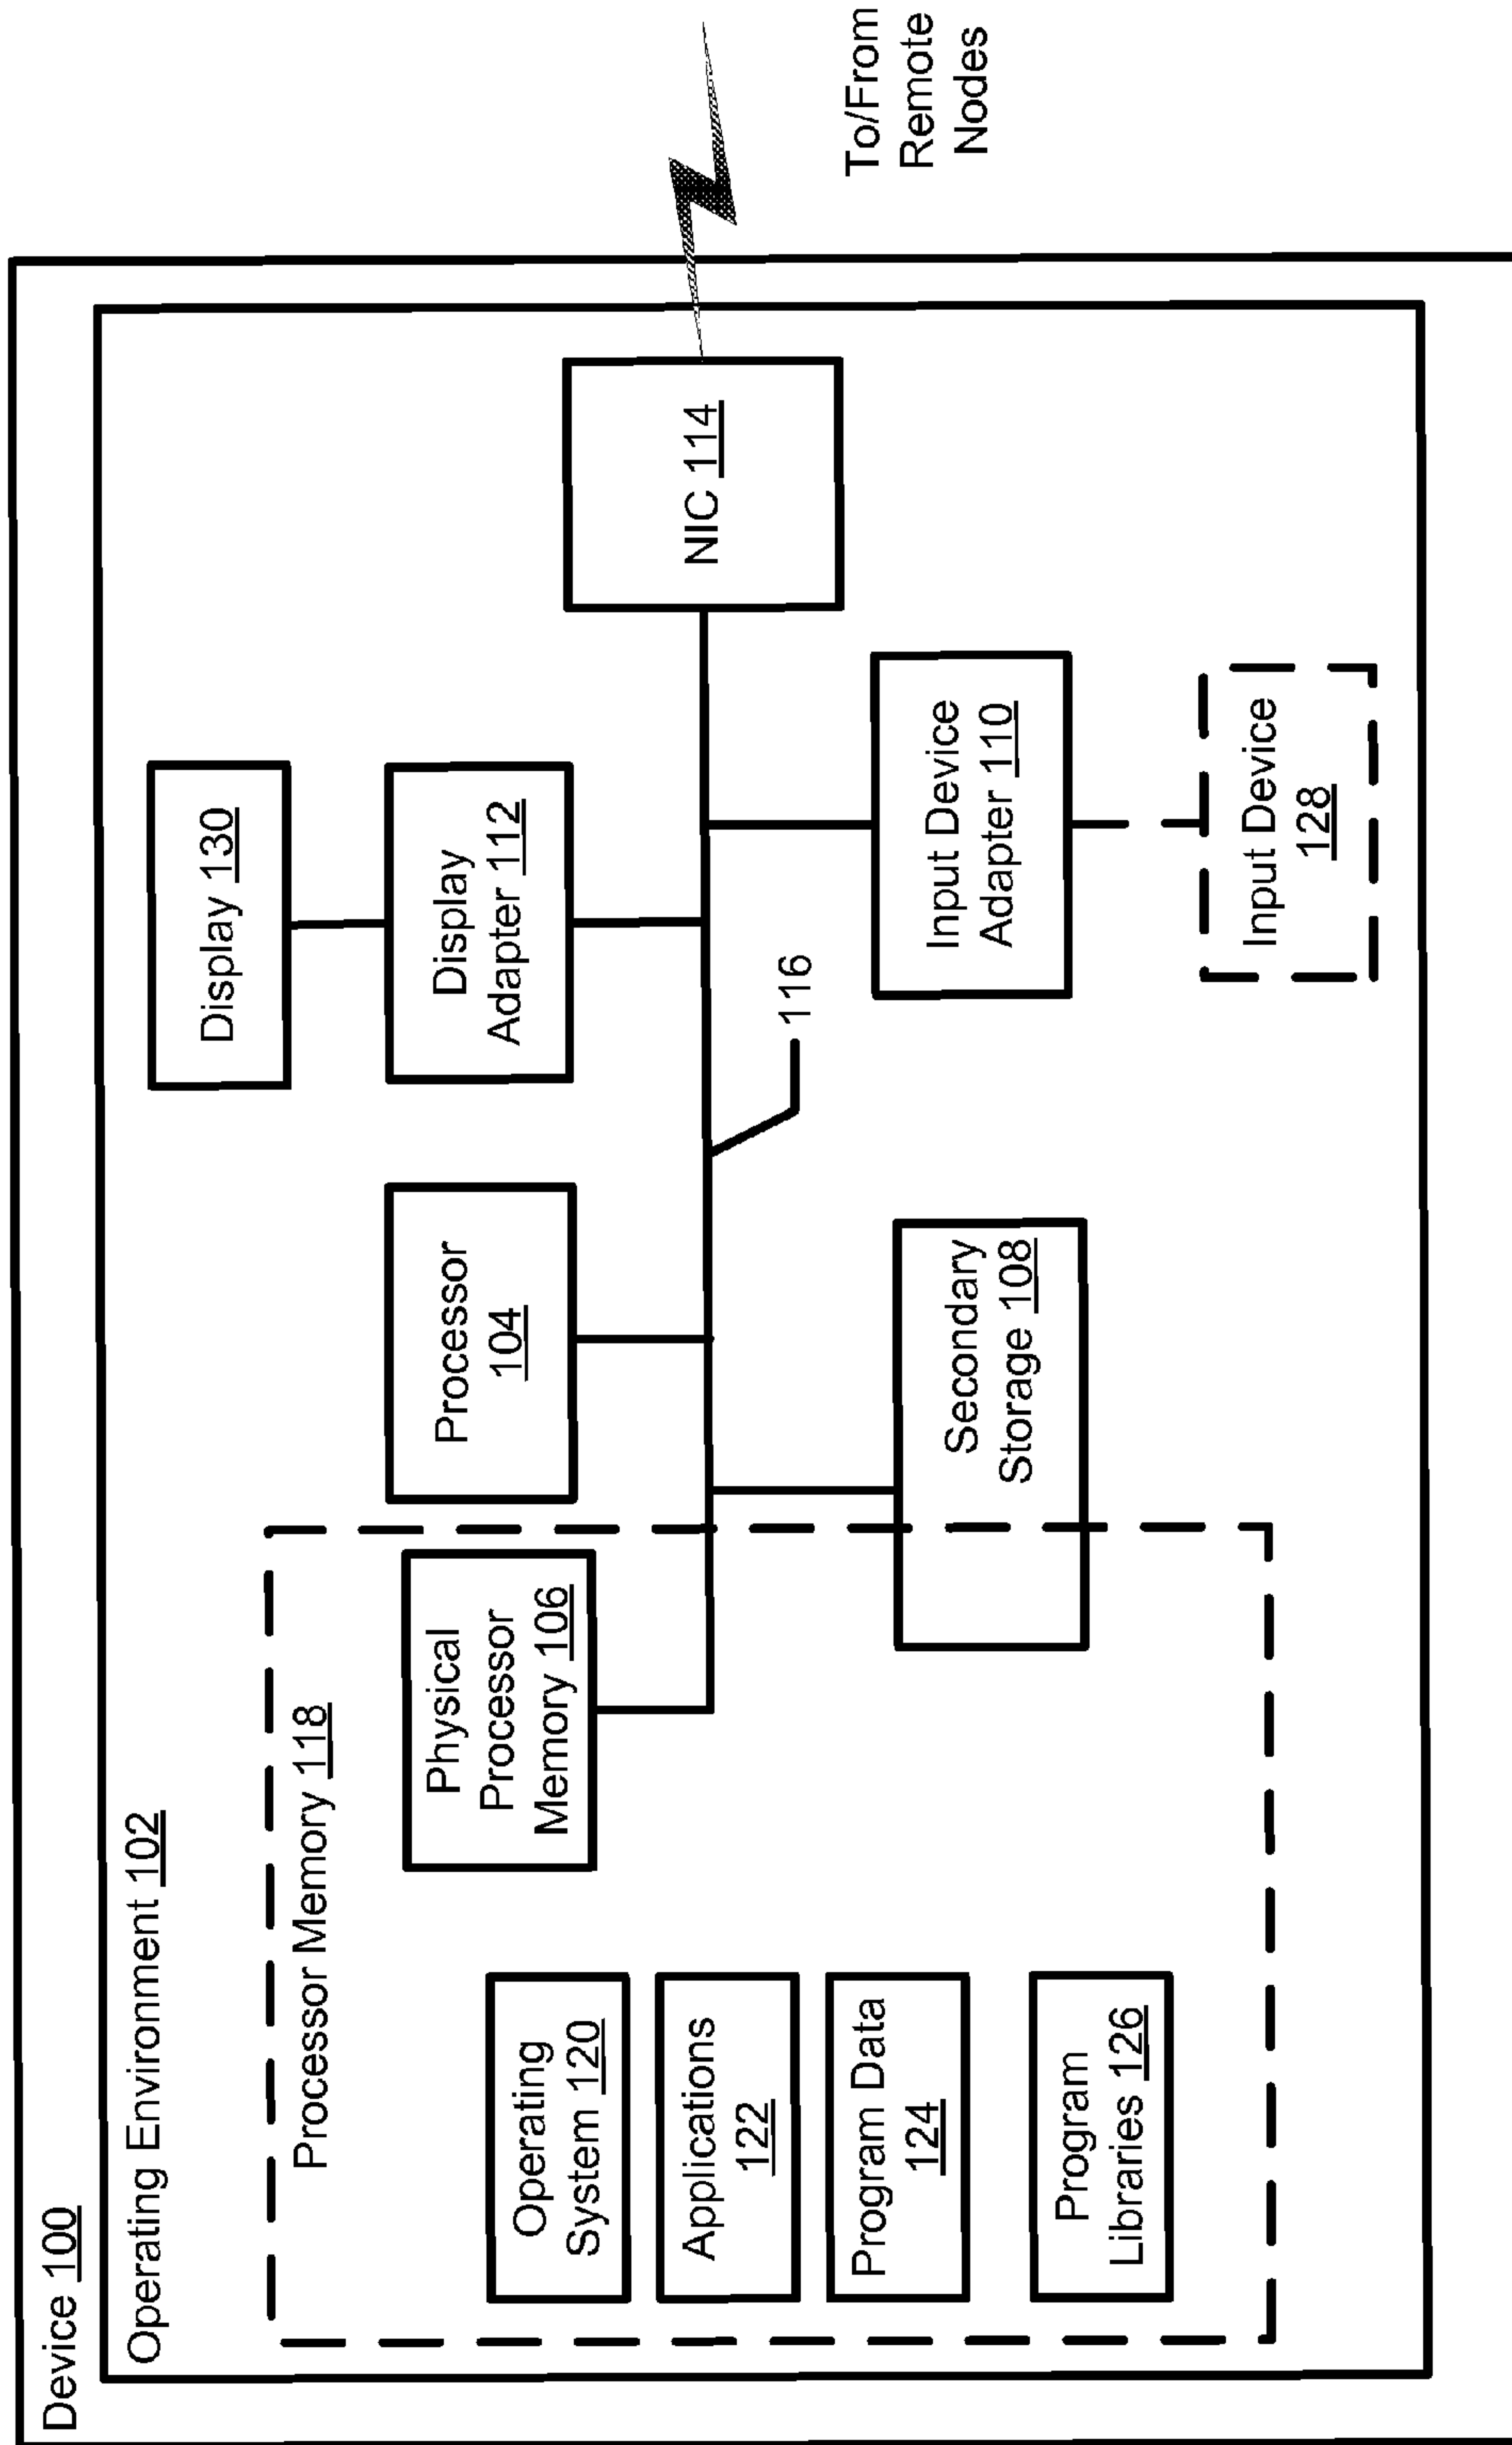 Device 100
Operating Environment 102
Processor Memory 118
Operating
System 120
Applications
122
Program Data
124
Program
Libraries 126
Physical
Processor
Memory 106
Processor
104
Secondary
Storage 108
116
Display 130
Display
Adapter 112
Input Device
Adapter 110
Input Device
128
NIC 114
To/From
Remote
Nodes